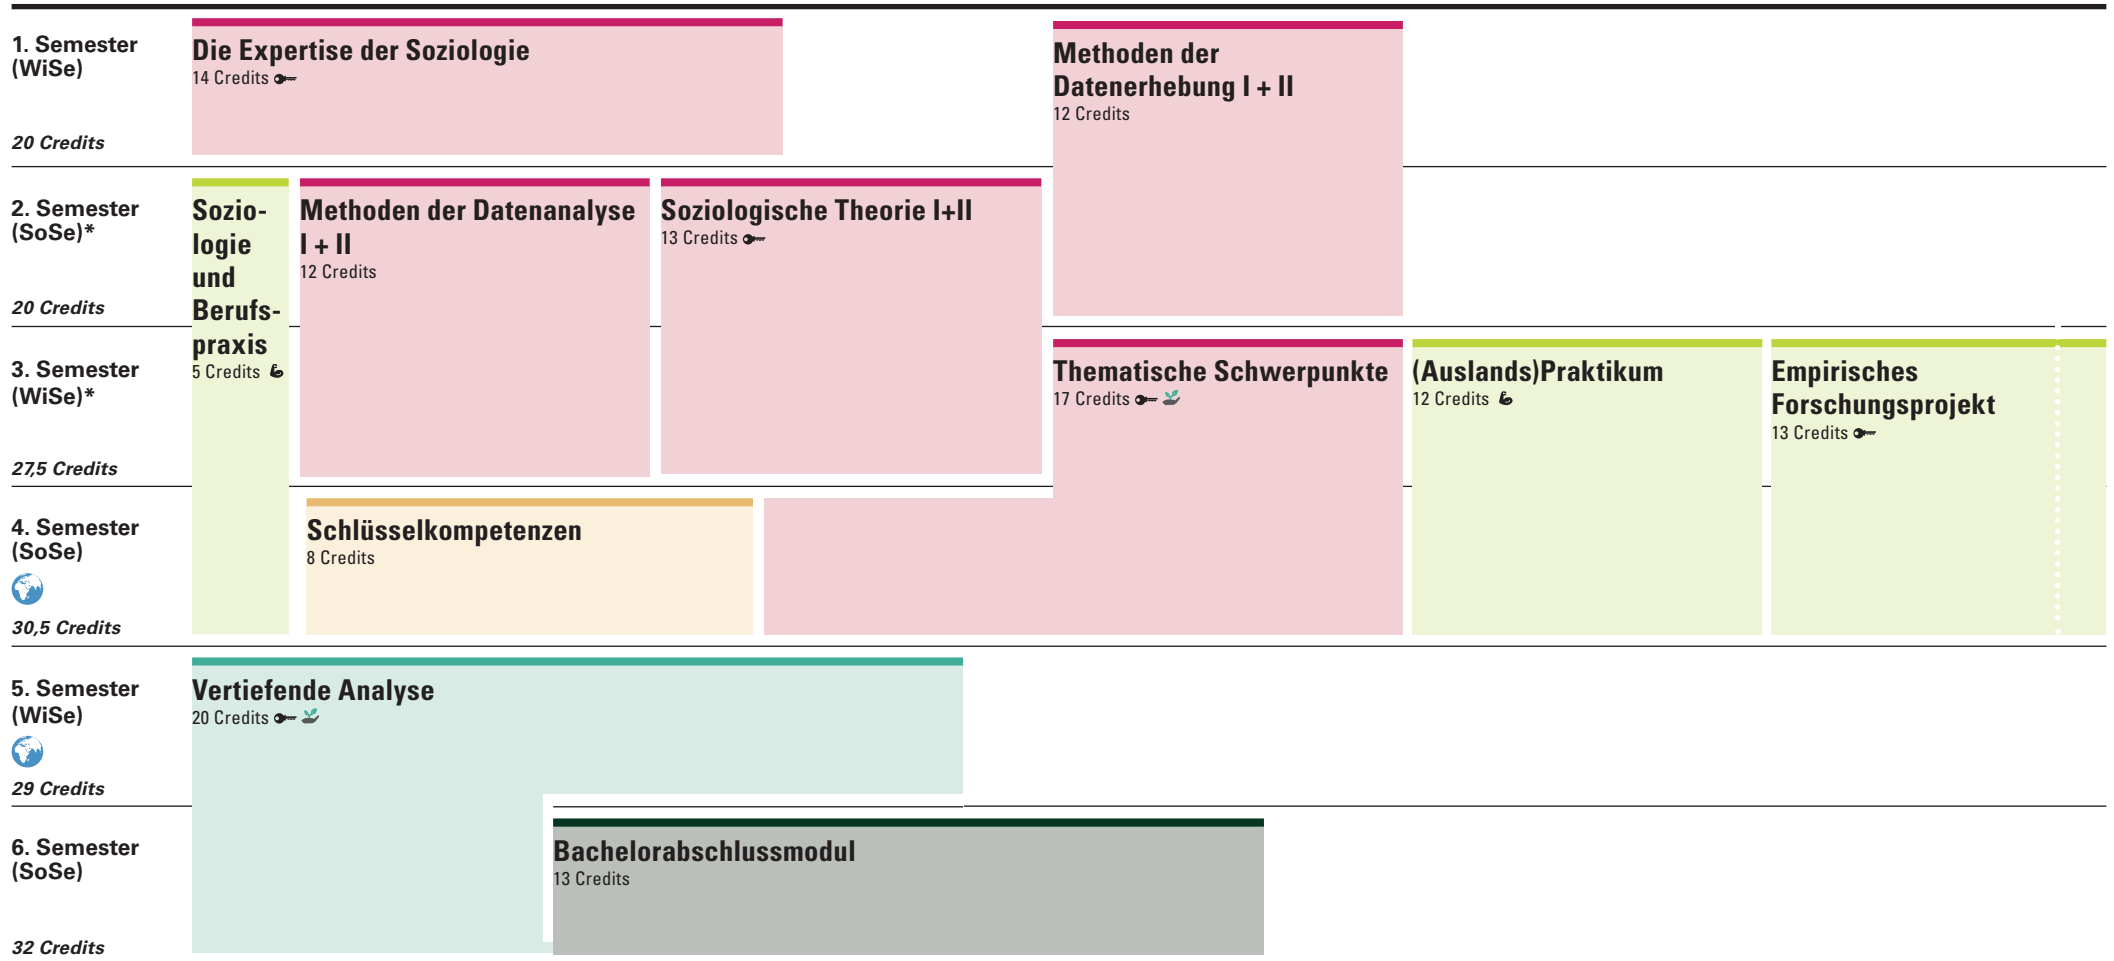 1. Semester
(WiSe)
20 Credits
Die Expertise der Soziologie
14 Credits
Methoden der
Datenerhebung I + II
12 Credits
2. Semester
(SoSe)*
20 Credits
Sozio-
logie
und
Berufs-
praxis
5 Credits
Methoden der Datenanalyse
I + II
12 Credits
Soziologische Theorie I+II
13 Credits
3. Semester
(WiSe)*
27,5 Credits
Thematische Schwerpunkte
17 Credits
(Auslands)Praktikum
12 Credits
Empirisches
Forschungsprojekt
13 Credits
4. Semester
(SoSe)
30,5 Credits
Schlüsselkompetenzen
8 Credits
5. Semester
(WiSe)
29 Credits
Vertiefende Analyse
20 Credits
6. Semester
(SoSe)
32 Credits
Bachelorabschlussmodul
13 Credits